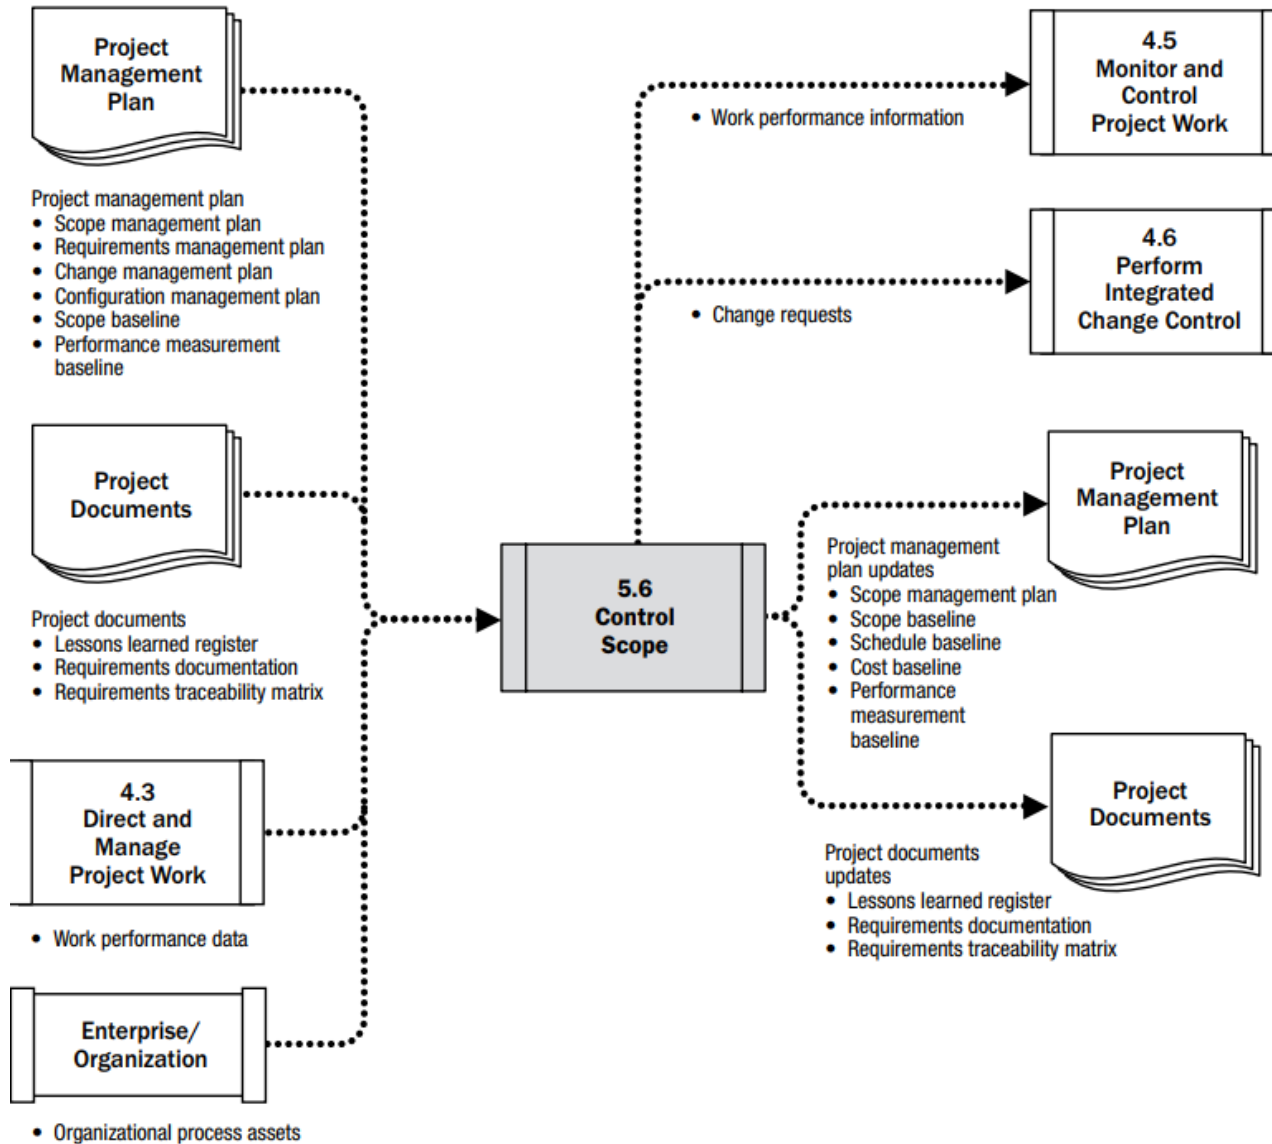 Project
Management
Plan
Project management plan
• Scope management plan
• Requirements management plan
• Change management plan
• Configuration management plan
• Scope baseline
• Performance measurement
baseline
Project
Documents
Project documents
• Lessons learned register
• Requirements documentation
• Requirements traceability matrix
4.3
Direct and
Manage
Project Work
• Work performance data
Enterprise/
Organization
• Organizational process assets
5.6
Control
Scope
• Work performance information
4.5
Monitor and
Control
Project Work
• Change requests
4.6
Perform
Integrated
Change Control
Project
Management
Plan
Project management
plan updates
• Scope management plan
• Scope baseline
• Schedule baseline
• Cost baseline
• Performance
measurement
baseline
Project
Documents
Project documents
updates
• Lessons learned register
• Requirements documentation
• Requirements traceability matrix